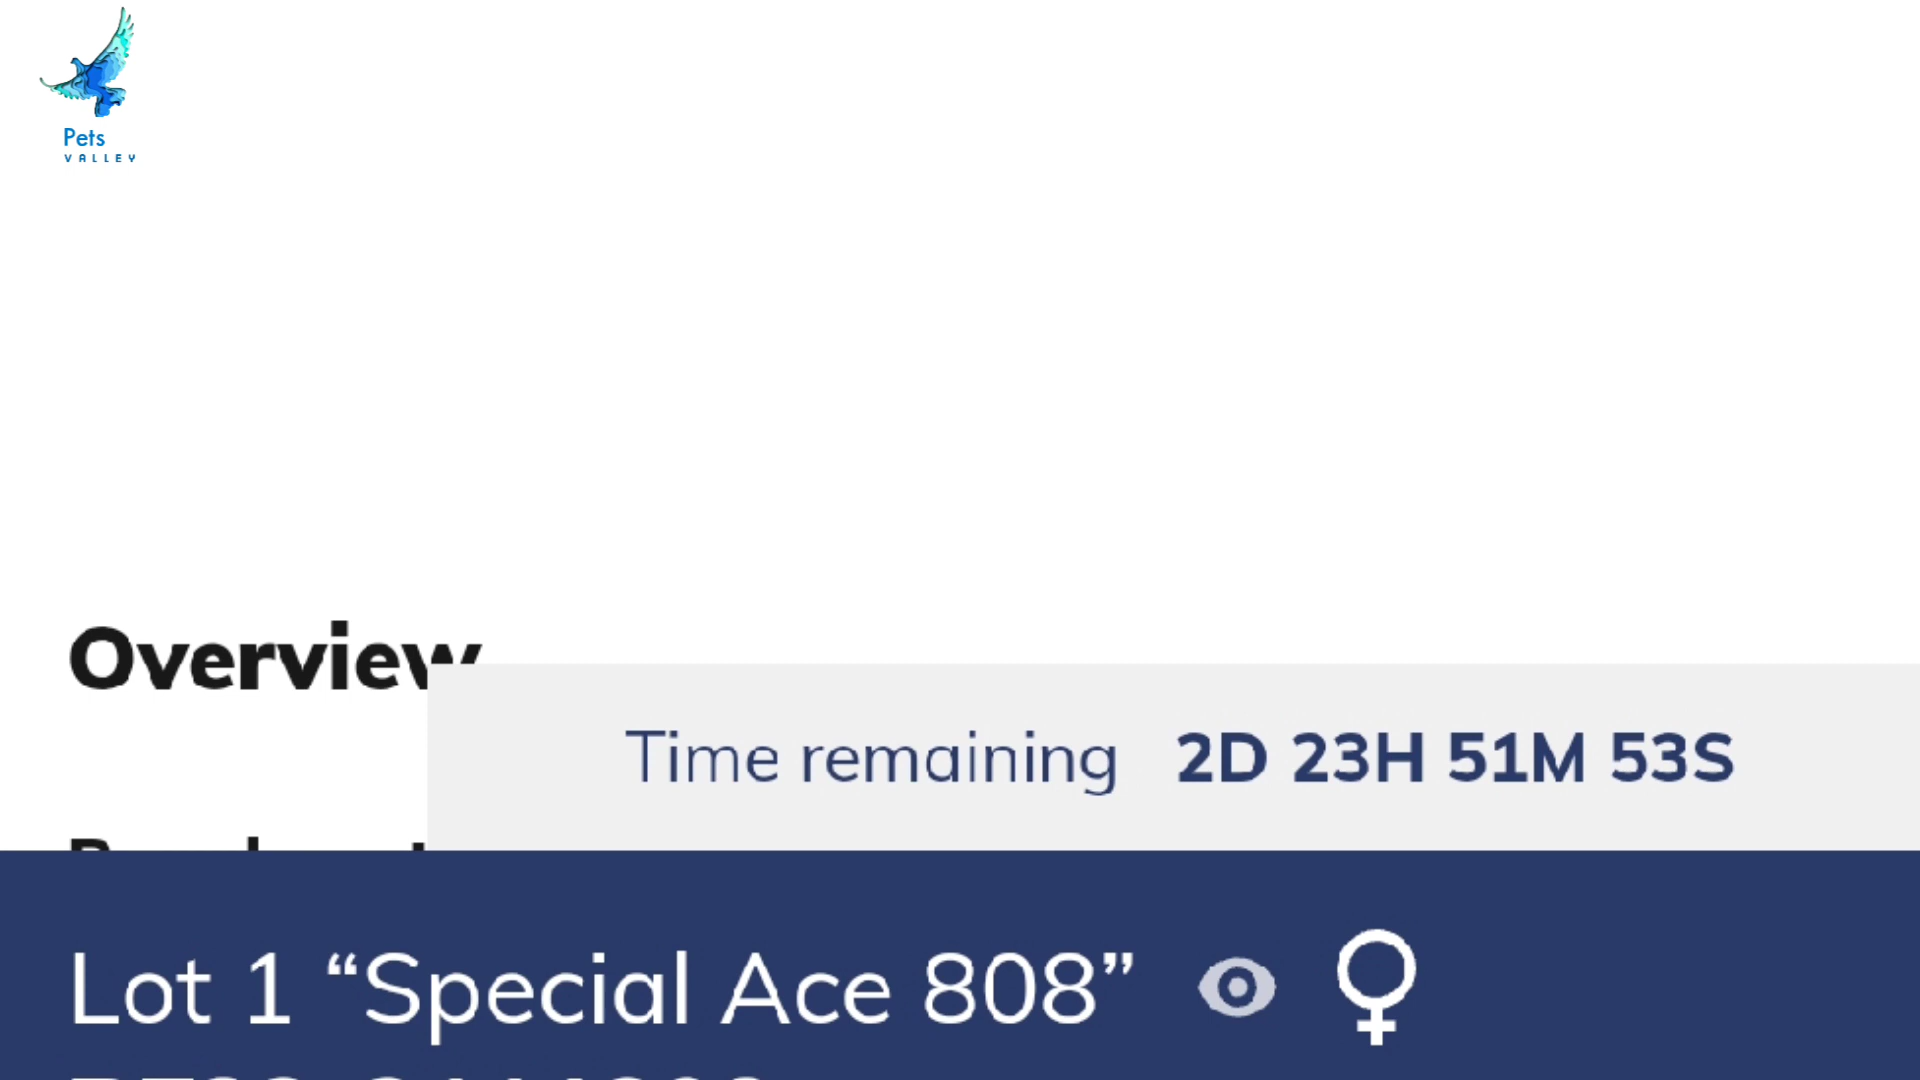 Pets
VALLEY
Overview
Time remaining 2D 23H 51M 53S
Lot 1 “Special Ace 808”